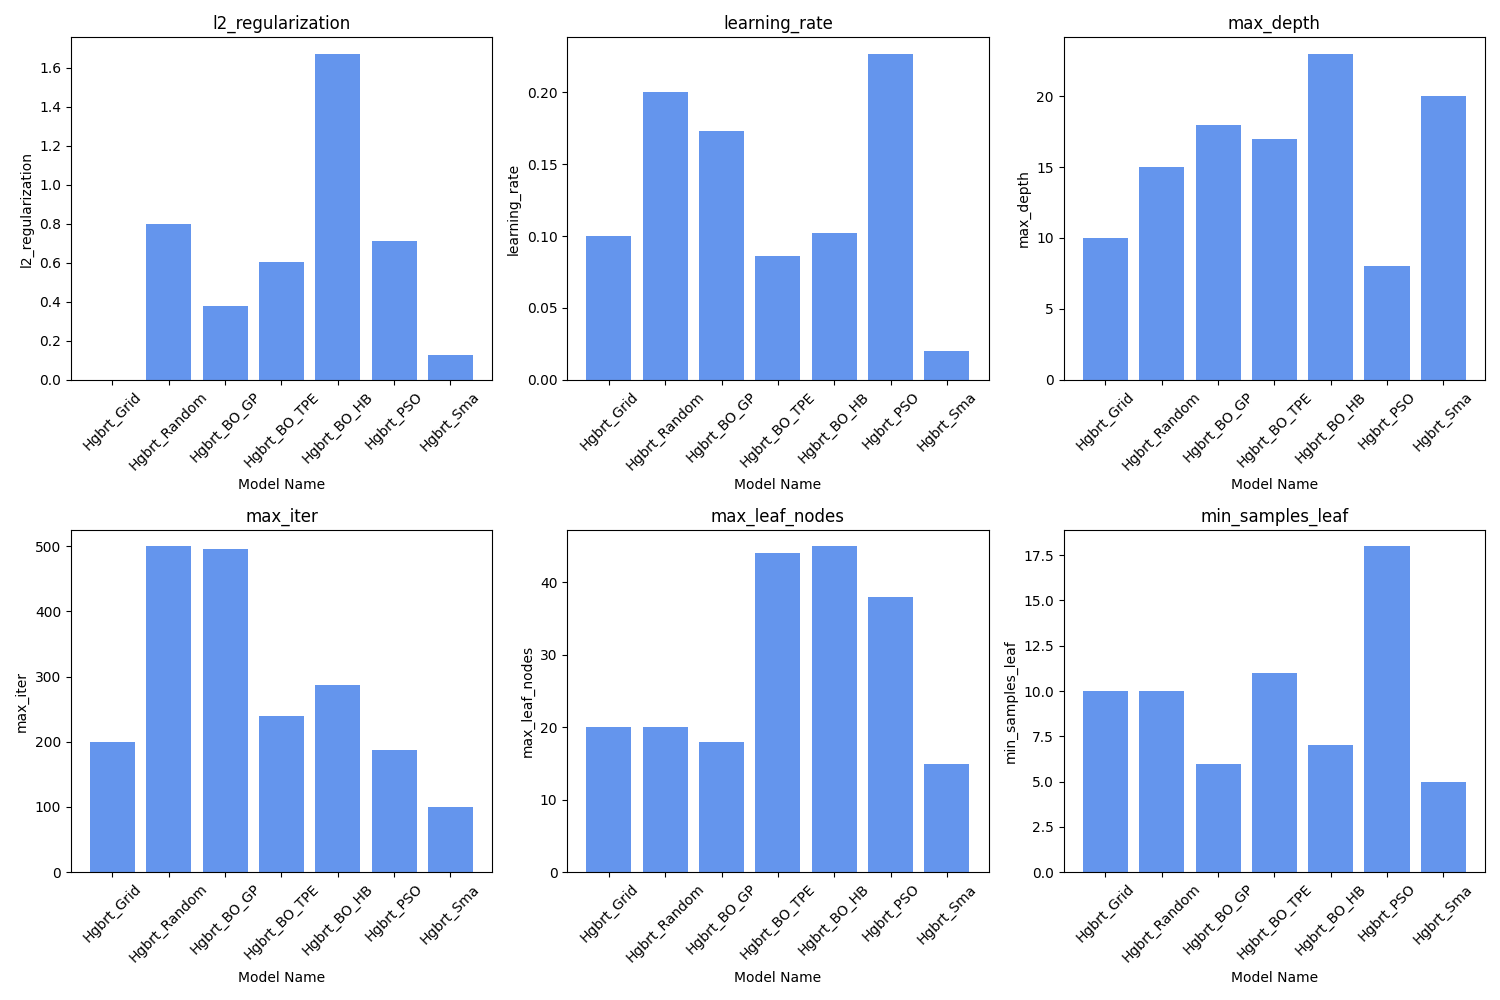 l2_regularization
l2_regularization
1.6
1.4
1.2
1.0
0.8
0.6
0.4
0.2
0.0
Hgbrt_Grid
Hgbrt_Random
Hgbrt_BO_GP
Hgbrt_BO_TPE
Hgbrt_BO_HB
Hgbrt_PSO
Hgbrt_Sma
Model Name
learning_rate
learning_rate
0.20
0.15
0.10
0.05
0.00
Hgbrt_Grid
Hgbrt_Random
Hgbrt_BO_GP
Hgbrt_BO_TPE
Hgbrt_BO_HB
Hgbrt_PSO
Hgbrt_Sma
Model Name
max_depth
max_depth
20
15
10
5
0
Hgbrt_Grid
Hgbrt_Random
Hgbrt_BO_GP
Hgbrt_BO_TPE
Hgbrt_BO_HB
Hgbrt_PSO
Hgbrt_Sma
Model Name
max_iter
max_iter
500
400
300
200
100
0
Hgbrt_Grid
Hgbrt_Random
Hgbrt_BO_GP
Hgbrt_BO_TPE
Hgbrt_BO_HB
Hgbrt_PSO
Hgbrt_Sma
Model Name
max_leaf_nodes
max_leaf_nodes
40
30
20
10
0
Hgbrt_Grid
Hgbrt_Random
Hgbrt_BO_GP
Hgbrt_BO_TPE
Hgbrt_BO_HB
Hgbrt_PSO
Hgbrt_Sma
Model Name
min_samples_leaf
min_samples_leaf
17.5
15.0
12.5
10.0
7.5
5.0
2.5
0.0
Hgbrt_Grid
Hgbrt_Random
Hgbrt_BO_GP
Hgbrt_BO_TPE
Hgbrt_BO_HB
Hgbrt_PSO
Hgbrt_Sma
Model Name